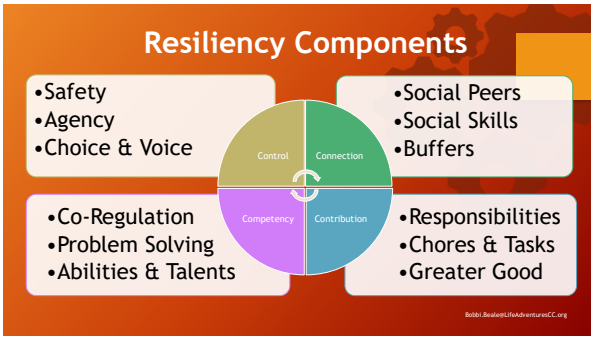 Resiliency Components
•Safety
•Agency
•Choice & Voice
•Social Peers
•Social Skills
•Buffers
Control
Connection
Competency
Contribution
•Co-Regulation
•Problem Solving
•Abilities & Talents
•Responsibilities
•Chores & Tasks
•Greater Good
Bobbi.Beale@LifeAdventuresCC.org